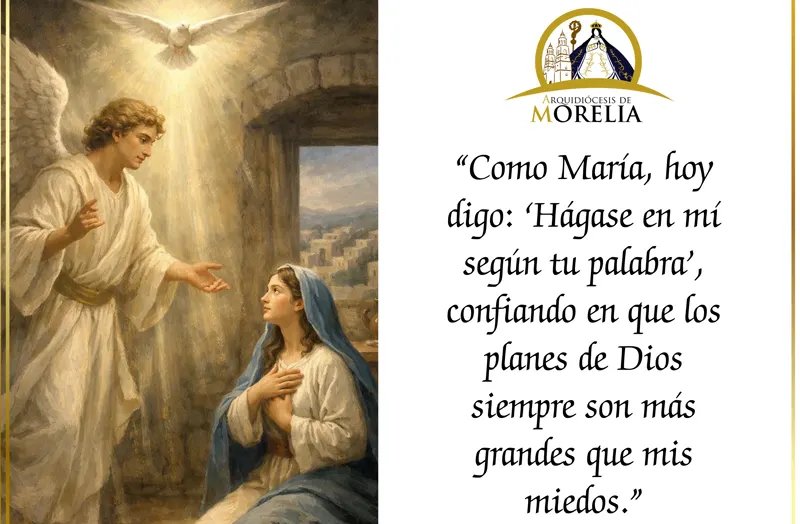 ARQUIDIÓCESIS DE
MORELIA
“Como María, hoy
digo: ‘Hágase en mí
según tu palabra’,
confiando en que los
planes de Dios
siempre son más
grandes que mis
miedos.”